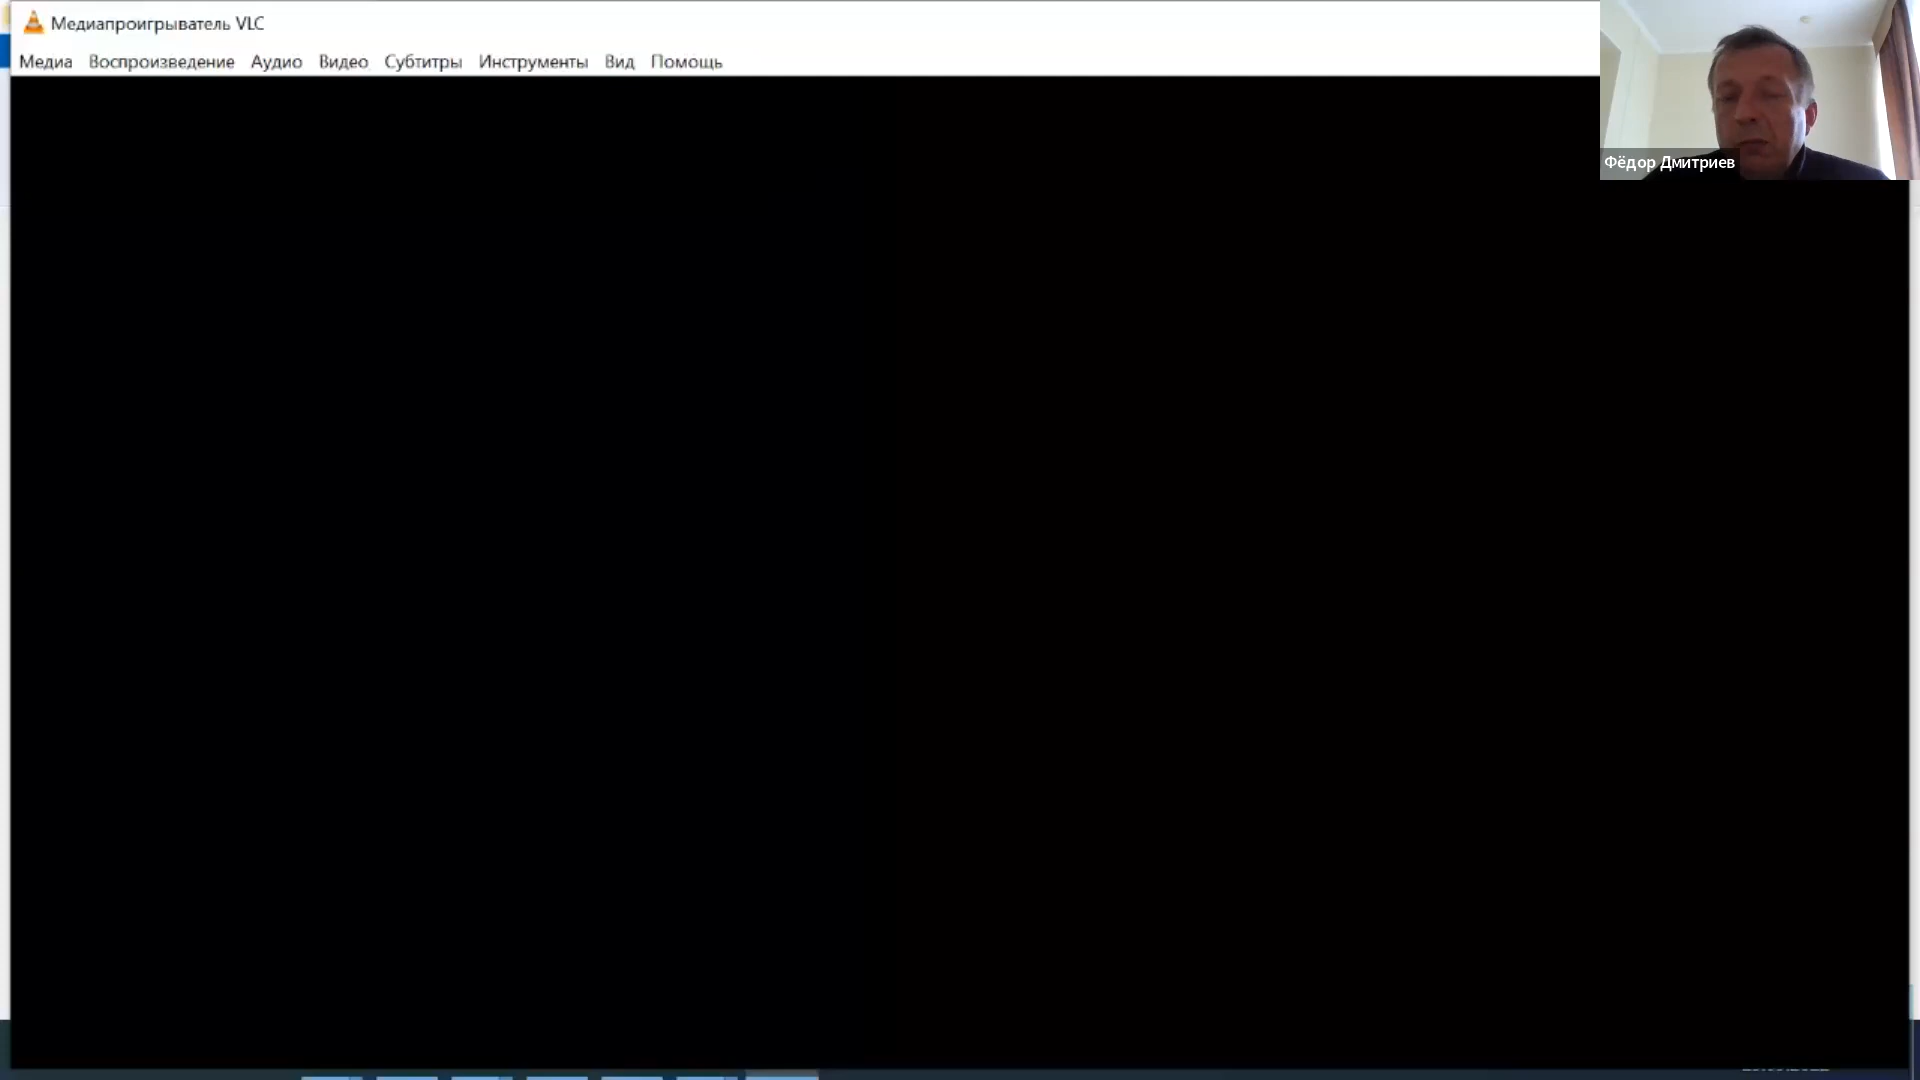 Медиапроигрыватель VLC
Медиа Воспроизведение Аудио Видео Субтитры Инструменты Вид Помощь
Фёдор Дмитриев